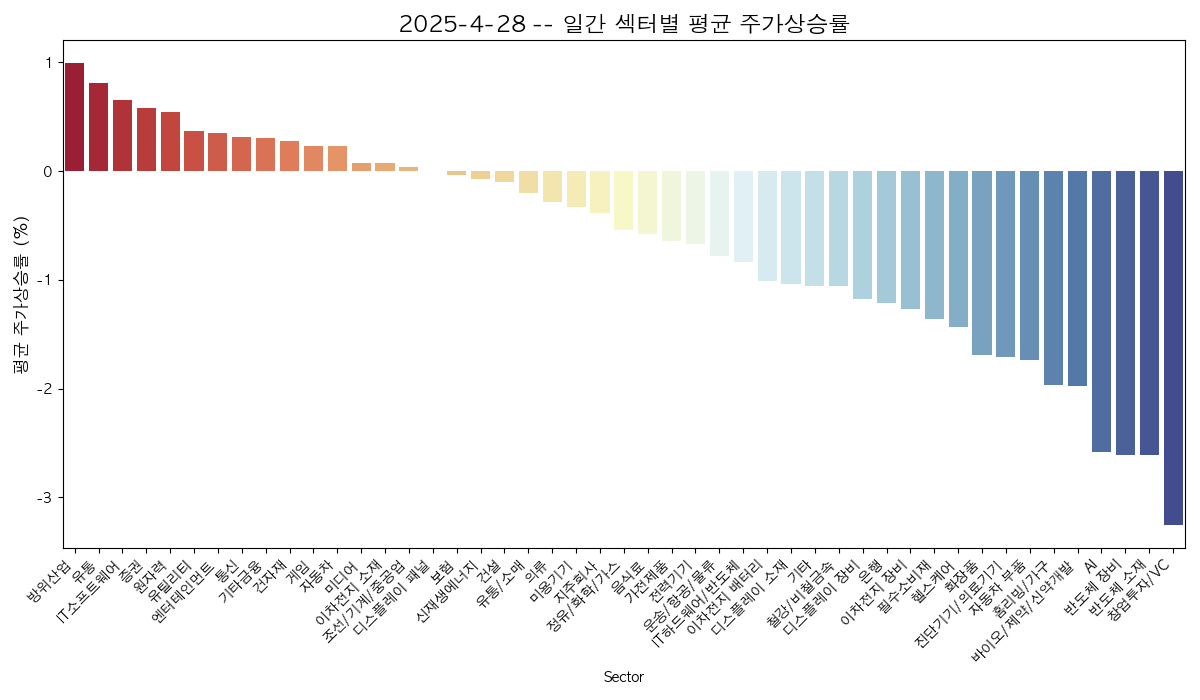 2025-4-28 -- 일간 섹터별 평균 주가상승률
평균 주가상승률 (%)
1
0
-1
-2
-3
방위산업
유통
IT소프트웨어
증권
원자력
유틸리티
엔터테인먼트
통신
기타금융
건자재
게임
자동차
미디어
이차전지 소재
조선/기계/중공업
디스플레이 패널
보험
신재생에너지
건설
유통/소매
의류
미용기기
지주회사
정유/화학/가스
음식료
가전제품
전력기기
운송/항공/물류
IT하드웨어/반도체
이차전지 배터리
디스플레이 소재
기타
철강/비철금속
디스플레이 장비
은행
이차전지 장비
필수소비재
헬스케어
화장품
진단기기/의료기기
자동차 부품
홈리빙/가구
바이오/제약/신약개발
AI
반도체 장비
반도체 소재
창업투자/VC
Sector